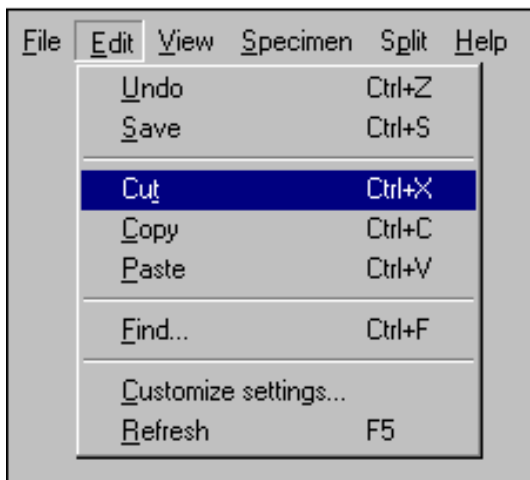 File Edit View Specimen Split Help
Undo Ctrl+Z
Save Ctrl+S
Cut Ctrl+X
Copy Ctrl+C
Paste Ctrl+V
Find... Ctrl+F
Customize settings...
Refresh F5